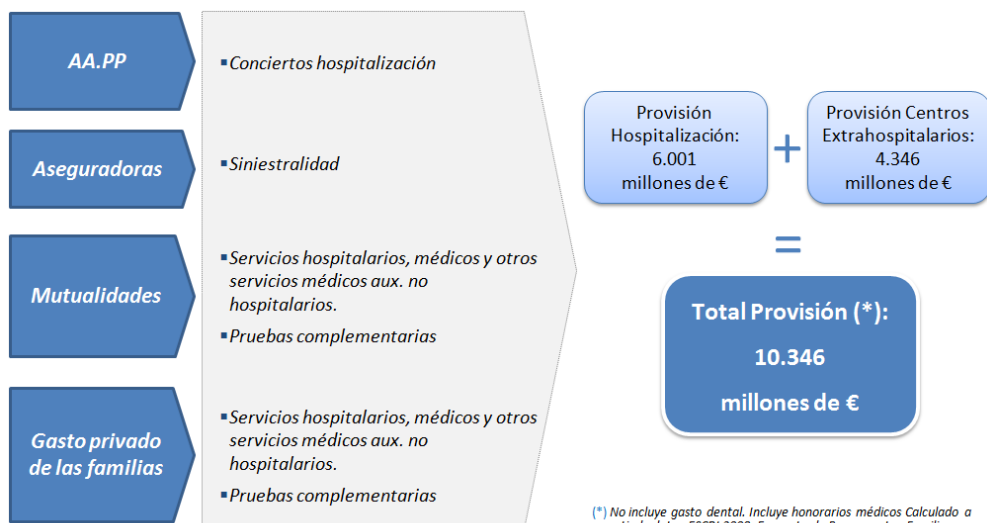 AA.PP
▪Conciertos hospitalización
Aseguradoras
▪Siniestralidad
Mutualidades
▪Servicios hospitalarios, médicos y otros
servicios médicos aux. no
hospitalarios.
▪Pruebas complementarias
Gasto privado
de las familias
▪Servicios hospitalarios, médicos y otros
servicios médicos aux. no
hospitalarios.
▪Pruebas complementarias
Provisión
Hospitalización:
6.001
millones de €
+
Provisión Centros
Extrahospitalarios:
4.346
millones de €
=
Total Provisión (*):
10.346
millones de €
(*) No incluye gasto dental. Incluye honorarios médicos Calculado a